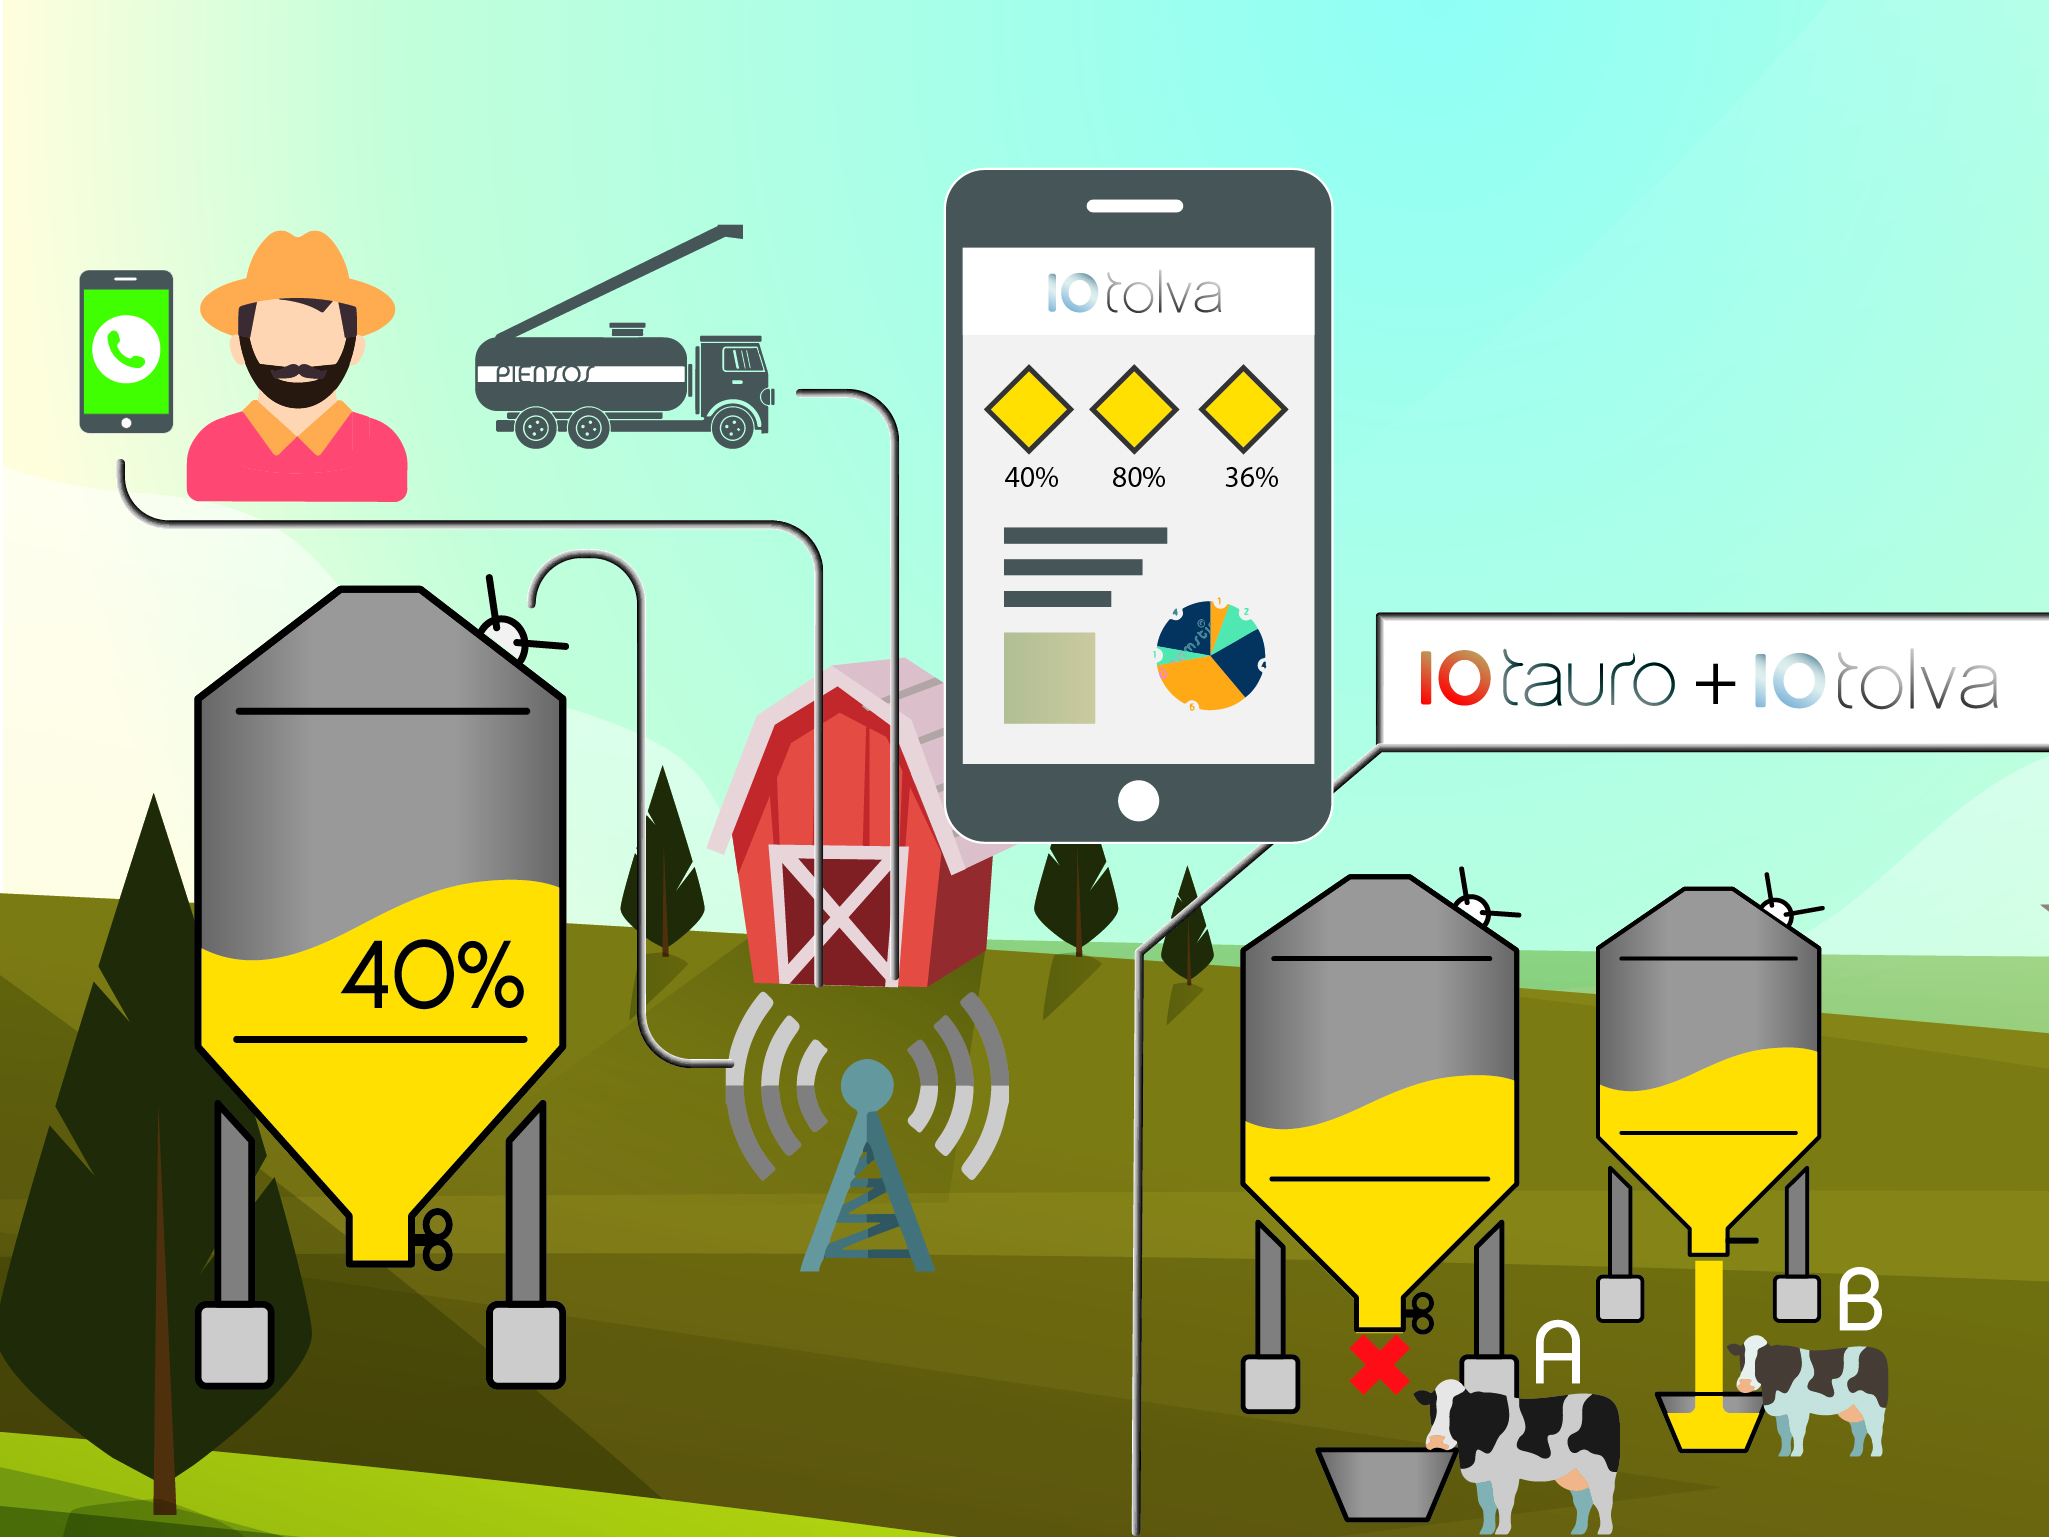 PIENSOS
IOtolva
40% 80% 36%
IOtauro + IOtolva
40%
A
B